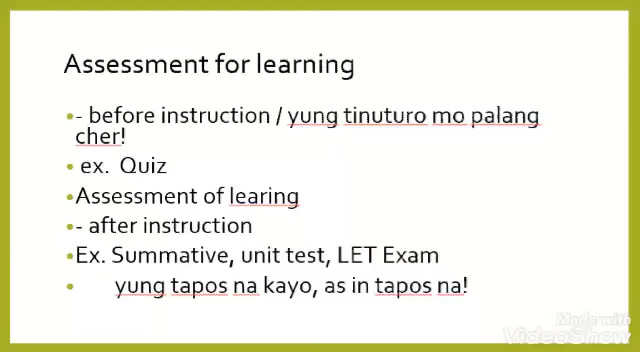 Assessment for learning
•- before instruction / yung tinuturo mo palang
cher!
• ex. Quiz
•Assessment of learing
•- after instruction
•Ex. Summative, unit test, LET Exam
• yung tapos na kayo, as in tapos na!
Made with
VideoShow